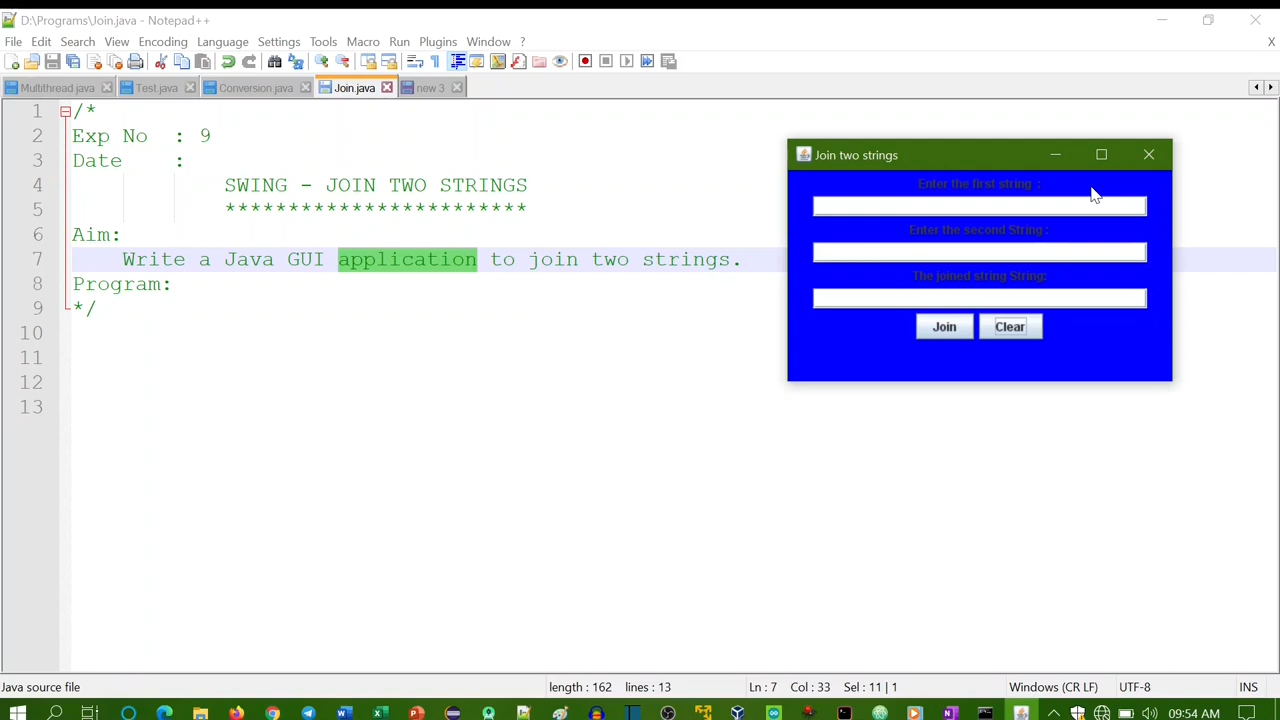 D:\Programs\Join.java - Notepad++
File Edit Search View Encoding Language Settings Tools Macro Run Plugins Window ? X
Multithread.java Test.java Conversion.java Join.java new 3
1 /*
2 Exp No : 9
3 Date :
4 SWING - JOIN TWO STRINGS
5 ************************
6 Aim:
7 Write a Java GUI application to join two strings.
8 Program:
9 */
10
11
12
13
Join two strings
Enter the first string :
Enter the second String :
The joined string String:
Join Clear
Java source file length : 162 lines : 13 Ln : 7 Col : 33 Sel : 11 | 1 Windows (CR LF) UTF-8 INS
09:54 AM